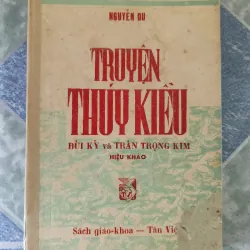 NGUYỄN DU
TRUYỆN
THÚY KIỀU
BÙI KỶ và TRẦN TRỌNG KIM
HIỆU KHẢO
Sách giáo-khoa — Tân Việt